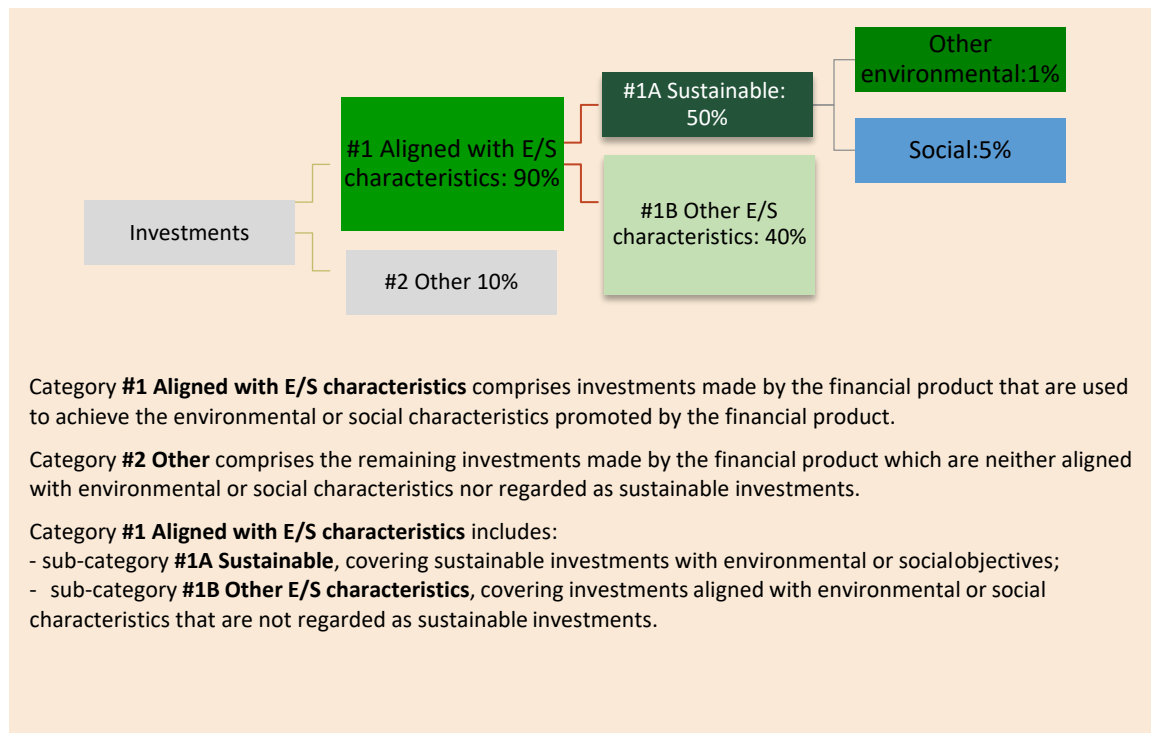 Other
environmental:1%
#1A Sustainable:
50%
#1 Aligned with E/S
characteristics: 90%
Social:5%
Investments
#1B Other E/S
characteristics: 40%
#2 Other 10%
Category #1 Aligned with E/S characteristics comprises investments made by the financial product that are used
to achieve the environmental or social characteristics promoted by the financial product.
Category #2 Other comprises the remaining investments made by the financial product which are neither aligned
with environmental or social characteristics nor regarded as sustainable investments.
Category #1 Aligned with E/S characteristics includes:
- sub-category #1A Sustainable, covering sustainable investments with environmental or socialobjectives;
- sub-category #1B Other E/S characteristics, covering investments aligned with environmental or social
characteristics that are not regarded as sustainable investments.